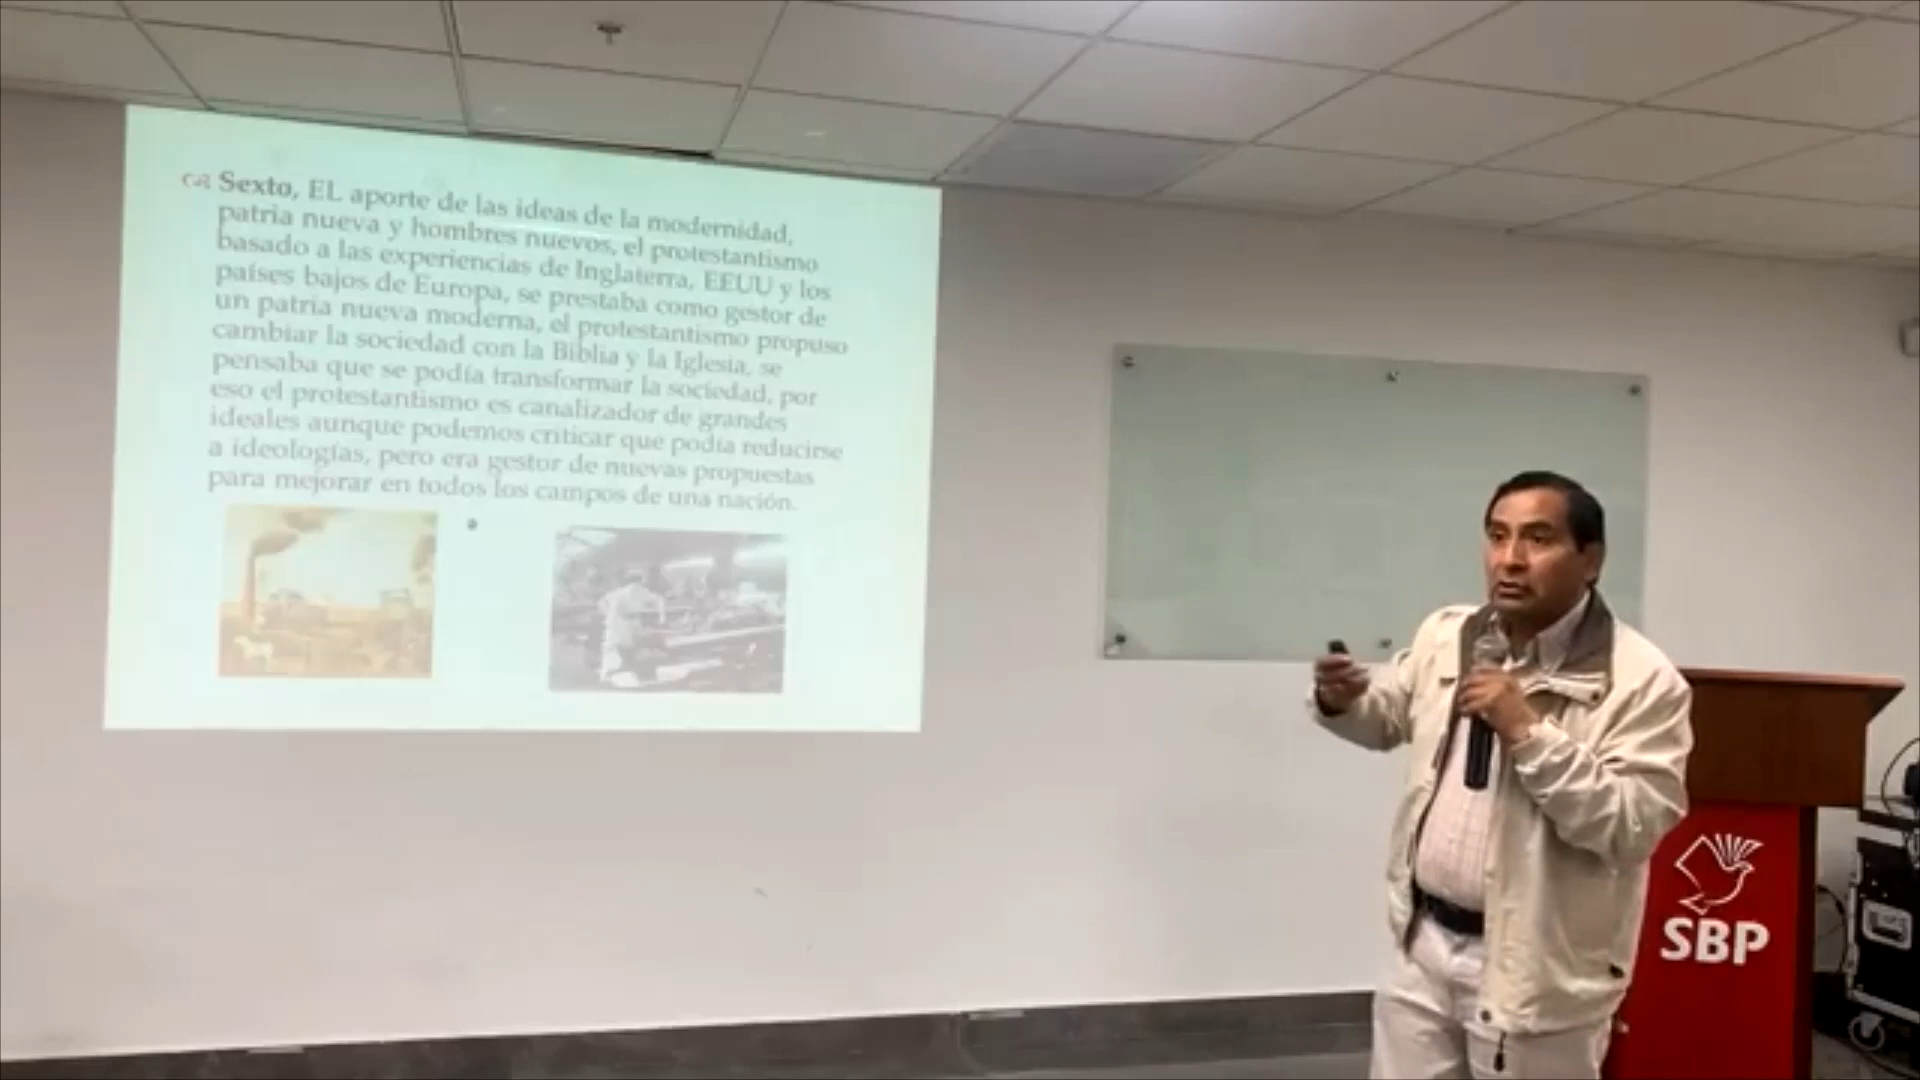 Sexto, EL aporte de las ideas de la modernidad,
patria nueva y hombres nuevos, el protestantismo
basado a las experiencias de Inglaterra, EEUU y los
países bajos de Europa, se prestaba como gestor de
un patria nueva moderna, el protestantismo propuso
cambiar la sociedad con la Biblia y la Iglesia, se
pensaba que se podía transformar la sociedad, por
eso el protestantismo es canalizador de grandes
ideales aunque podemos criticar que podía reducirse
a ideologías, pero era gestor de nuevas propuestas
para mejorar en todos los campos de una nación.
SBP